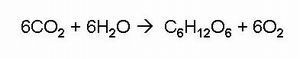 6CO₂ + 6H₂O → C₆H₁₂O₆ + 6O₂